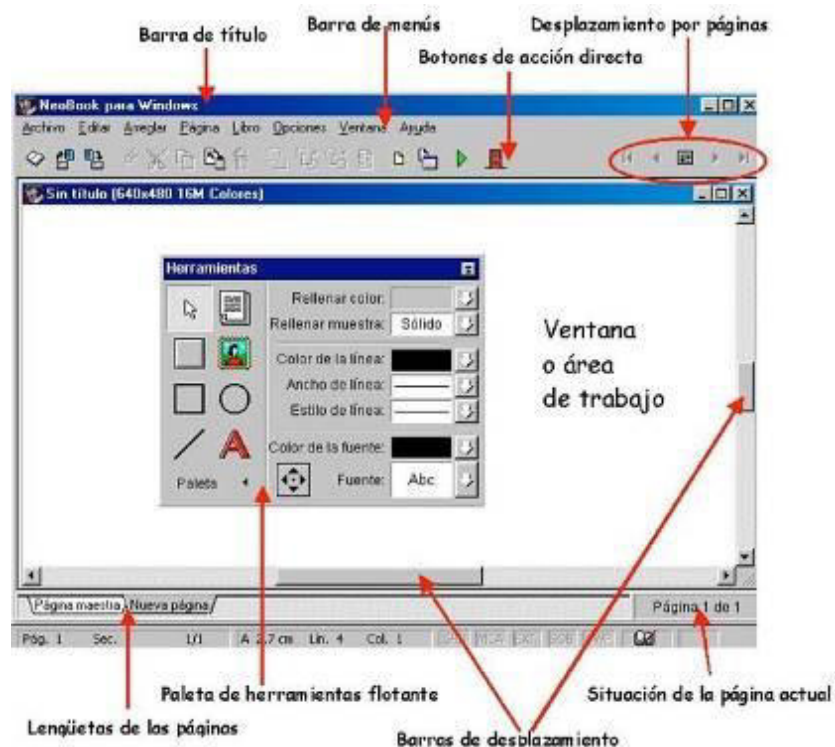 Barra de título
Barra de menús
Desplazamiento por páginas
Botones de acción directa
NeoBook para Windows
Archivo Editar Arreglar Página Libro Opciones Ventana Ayuda
Sin título (640x480 16M Colores)
Herramientas
Rellenar color:
Rellenar muestra: Sólido
Color de la línea:
Ancho de línea:
Estilo de línea:
Color de la fuente:
Paleta
Fuente: Abc
Ventana
o área
de trabajo
Página maestra Nueva página
Página 1 de 1
Pág. 1 Sec. 1/1 A 2.7 cm Lín. 4 Col. 1
Paleta de herramientas flotante
Situación de la página actual
Lengüetas de las páginas
Barras de desplazamiento